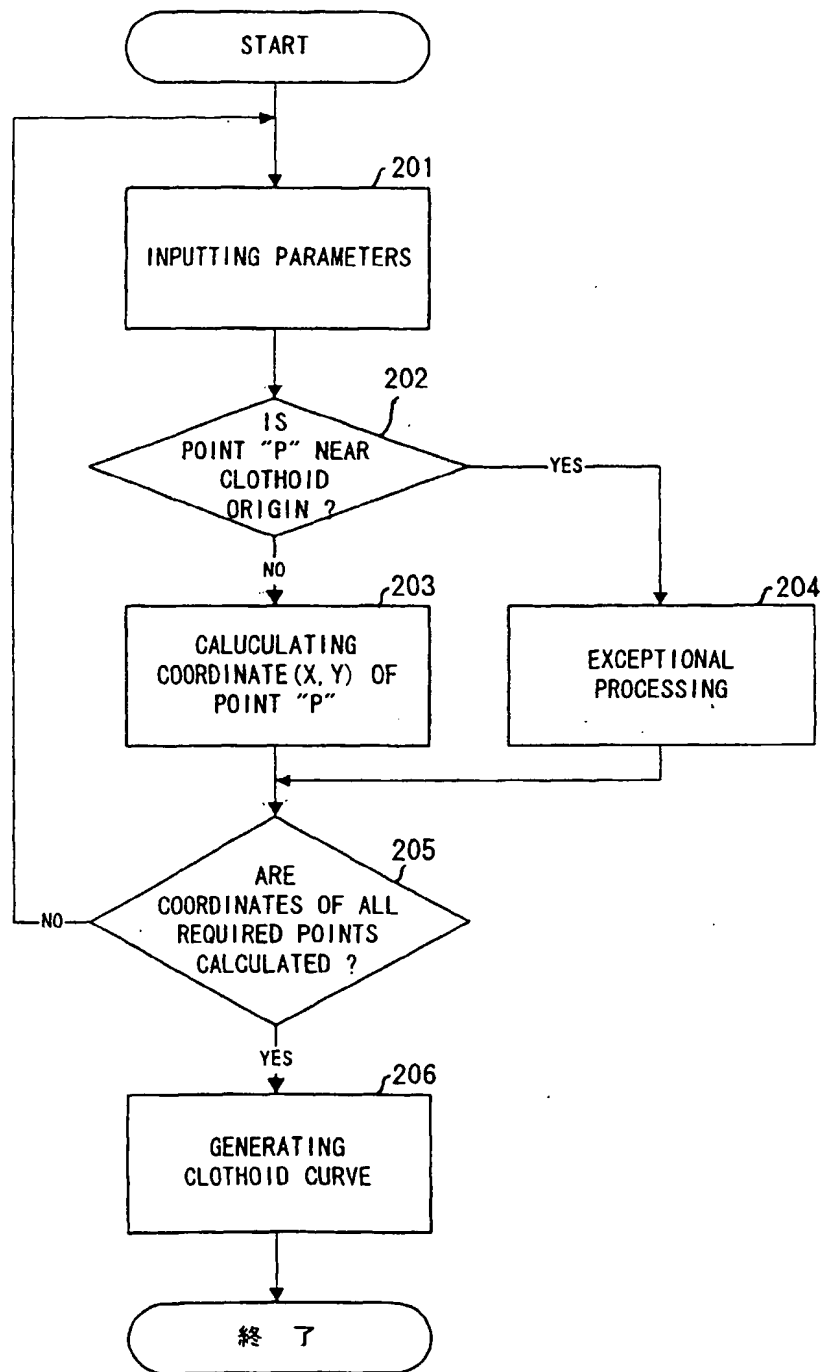 START
201
INPUTTING PARAMETERS
202
IS
POINT "P" NEAR
CLOTHOID
ORIGIN ?
YES
NO
203
CALUCULATING
COORDINATE(X, Y) OF
POINT "P"
204
EXCEPTIONAL
PROCESSING
205
ARE
COORDINATES OF ALL
REQUIRED POINTS
CALCULATED ?
NO
YES
206
GENERATING
CLOTHOID CURVE
終 了